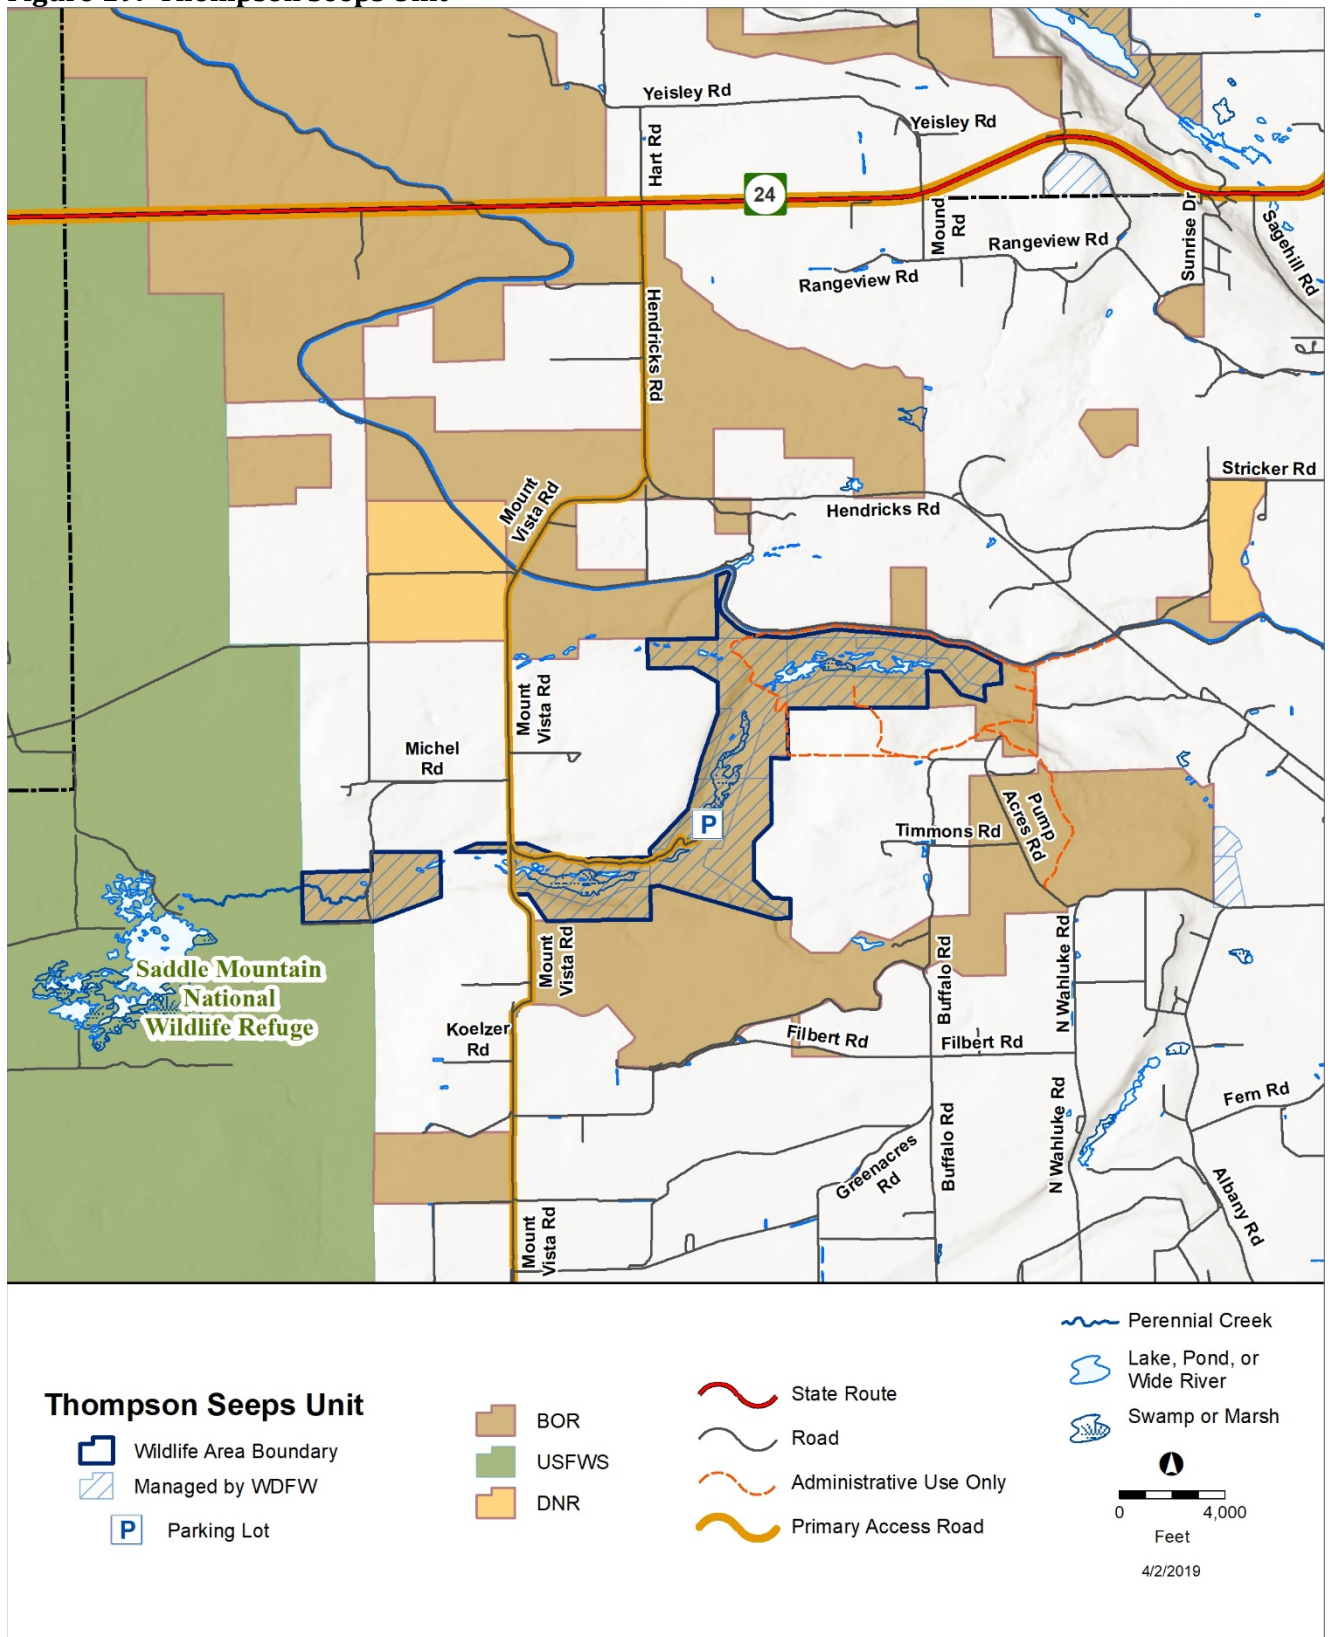 Figure 29. Thompson Seeps Unit
Yeisley Rd
Yeisley Rd
Hart Rd
24
Mound
Rd
Rangeview Rd
Rangeview Rd
Sunrise Dr
Sagehill Rd
Hendricks Rd
Stricker Rd
Mount
Vista Rd
Hendricks Rd
Mount
Vista Rd
Michel
Rd
P
Timmons Rd
Pump
Acres Rd
Saddle Mountain
National
Wildlife Refuge
Mount
Vista Rd
Buffalo Rd
N Wahluke Rd
Koelzer
Rd
Filbert Rd
Filbert Rd
Fern Rd
Buffalo Rd
N Wahluke Rd
Greenacres
Rd
Albany Rd
Mount
Vista Rd
Thompson Seeps Unit
Wildlife Area Boundary
Managed by WDFW
P Parking Lot
BOR
USFWS
DNR
State Route
Road
Administrative Use Only
Primary Access Road
Perennial Creek
Lake, Pond, or
Wide River
Swamp or Marsh
0 4,000
Feet
4/2/2019